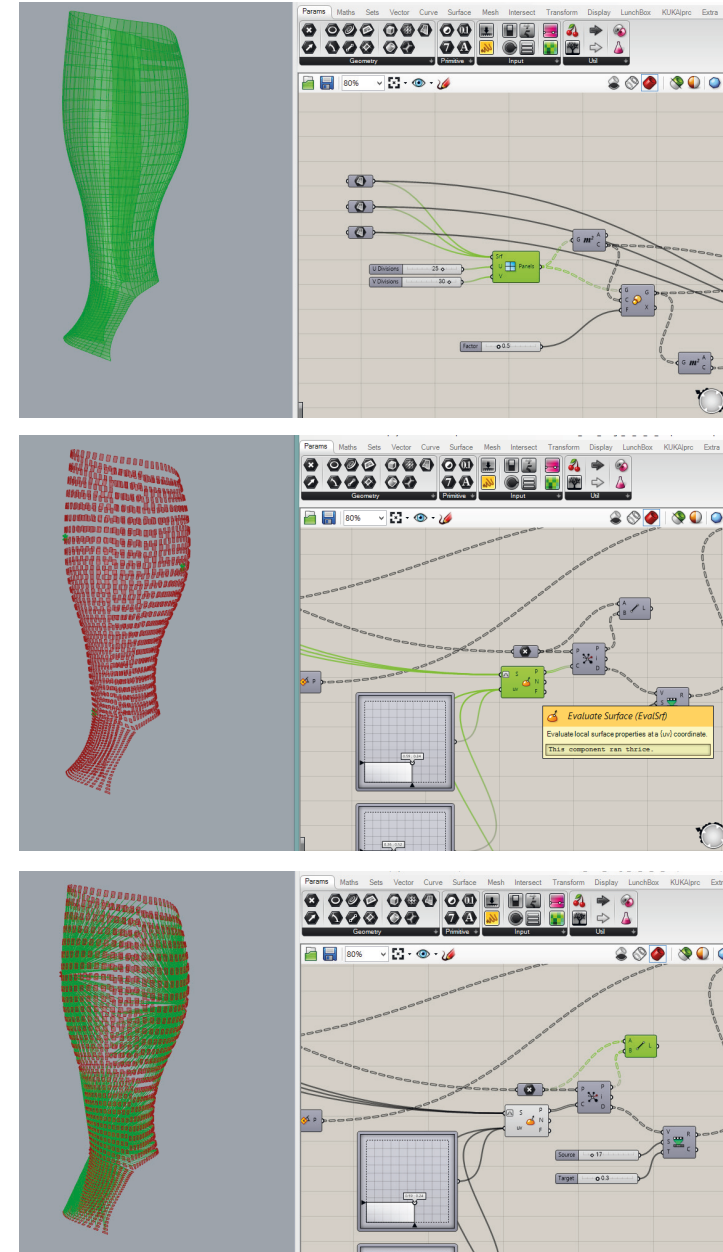 Params Maths Sets Vector Curve Surface Mesh Intersect Transform Display LunchBox KUKA|prc Extra
Geometry Primitive Input Util
80%
G A
C
Srf
U Panels
V
U Divisions 25
V Divisions 30
G G
C
F X
Factor 0.5
G A
C
Params Maths Sets Vector Curve Surface Mesh Intersect Transform Display LunchBox KUKA|prc Extra
Geometry Primitive Input Util
80%
A L
B
P P
I
C D
S P
N
uv F
P
V R
S
Evaluate Surface (EvalSrf)
Evaluate local surface properties at a {uv} coordinate.
This component ran thrice.
Params Maths Sets Vector Curve Surface Mesh Intersect Transform Display LunchBox KUKA|prc Extr
Geometry Primitive Input Util
80%
A L
B
P P
I
C D
S P
N
uv F
P
V R
S
T C
Source 17
Target 0.3